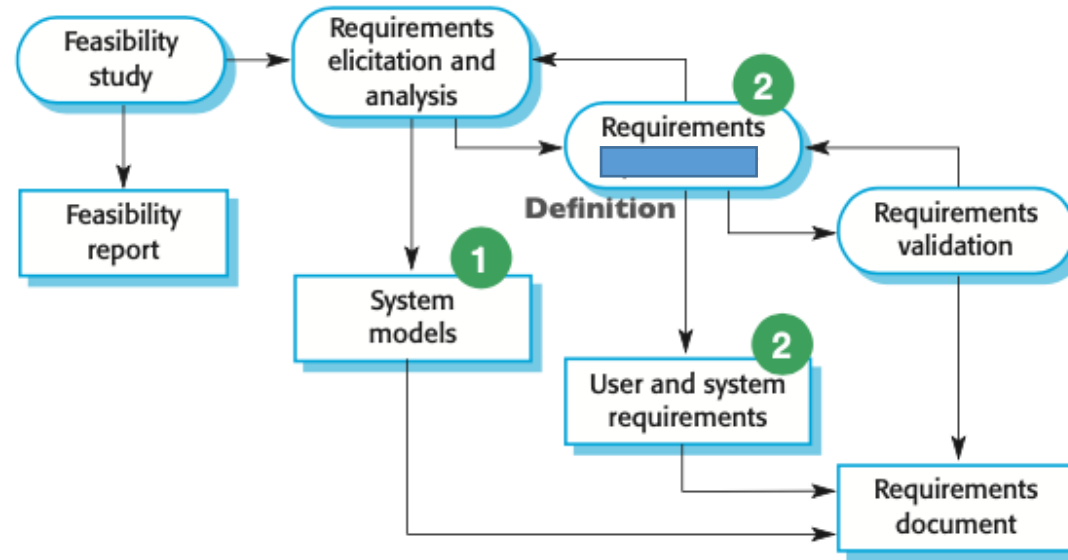 Feasibility
study
Requirements
elicitation and
analysis
2
Requirements
Definition
Feasibility
report
Requirements
validation
1
System
models
2
User and system
requirements
Requirements
document